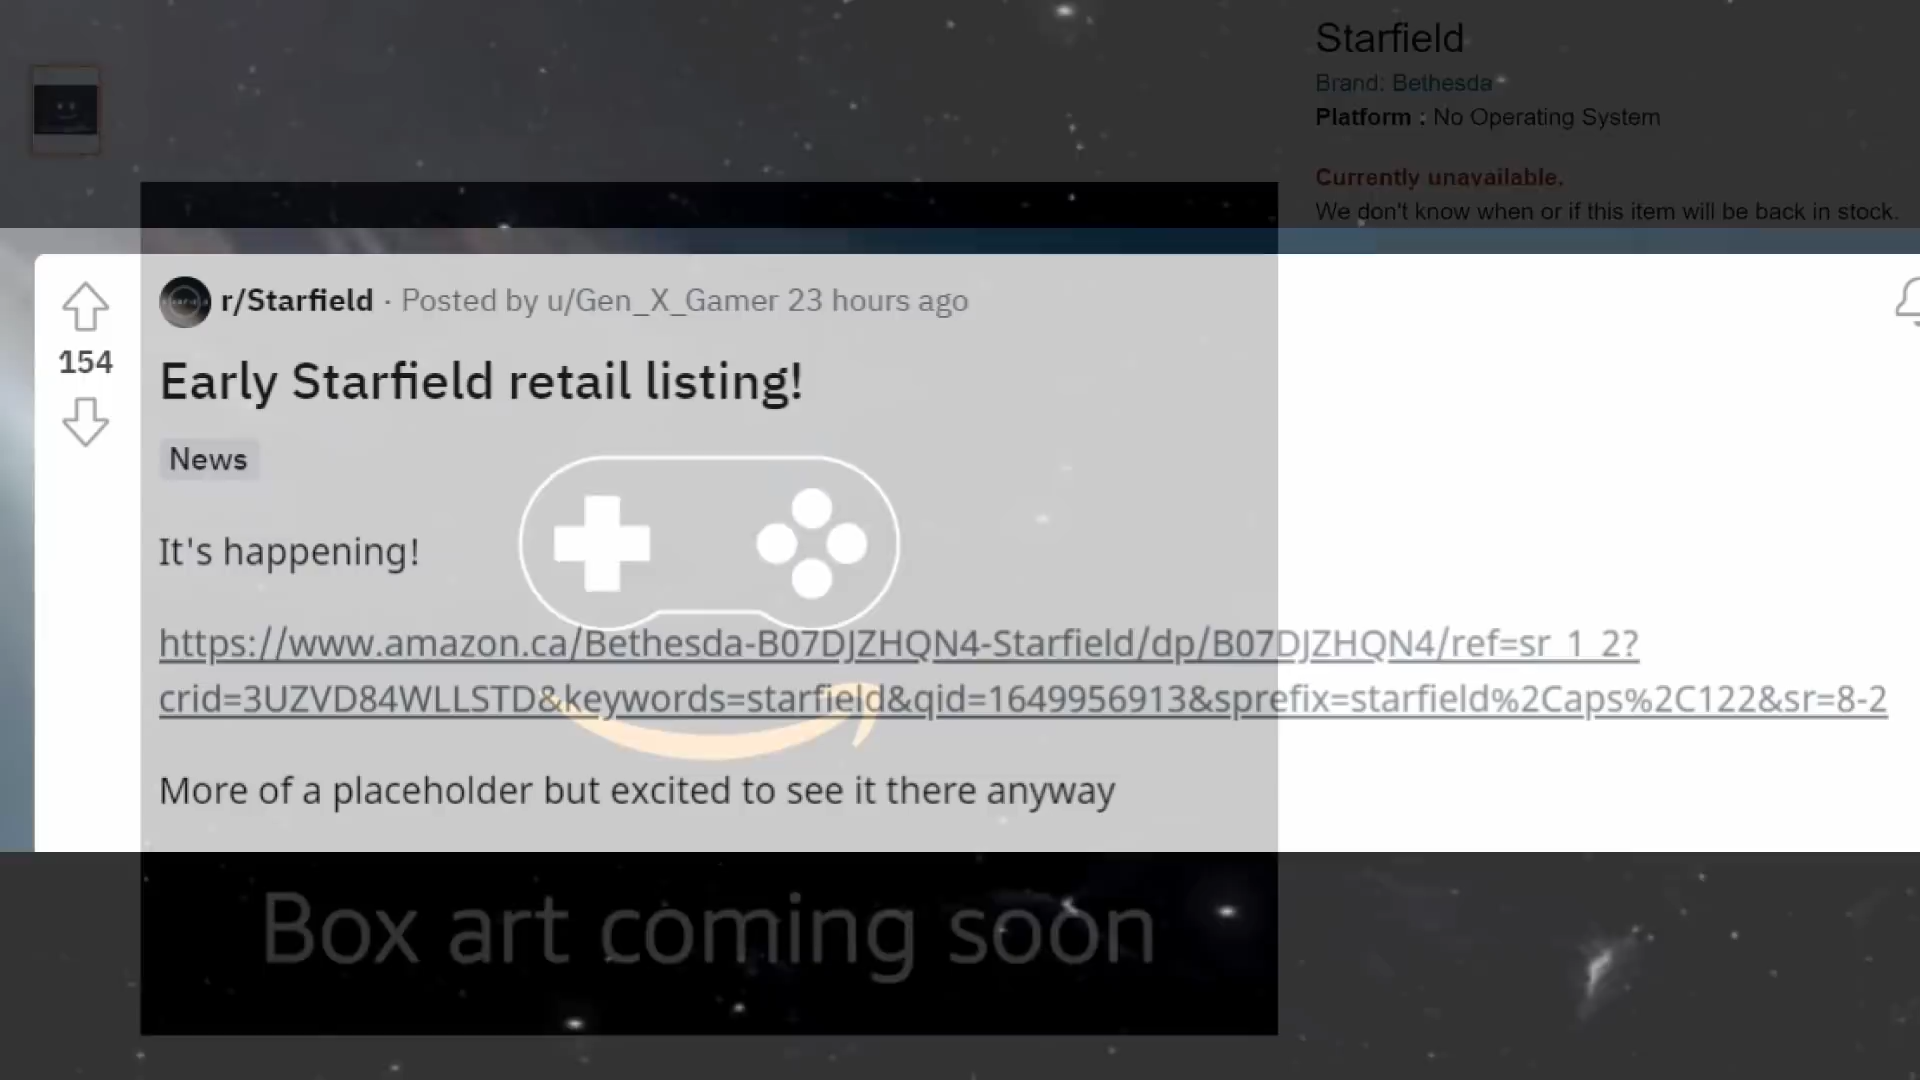 Starfield
Brand: Bethesda
Platform : No Operating System
Currently unavailable.
We don't know when or if this item will be back in stock.
r/Starfield · Posted by u/Gen_X_Gamer 23 hours ago
154
Early Starfield retail listing!
News
It's happening!
https://www.amazon.ca/Bethesda-B07DJZHQN4-Starfield/dp/B07DJZHQN4/ref=sr_1_2?
crid=3UZVD84WLLSTD&keywords=starfield&qid=1649956913&sprefix=starfield%2Caps%2C122&sr=8-2
More of a placeholder but excited to see it there anyway
Box art coming soon